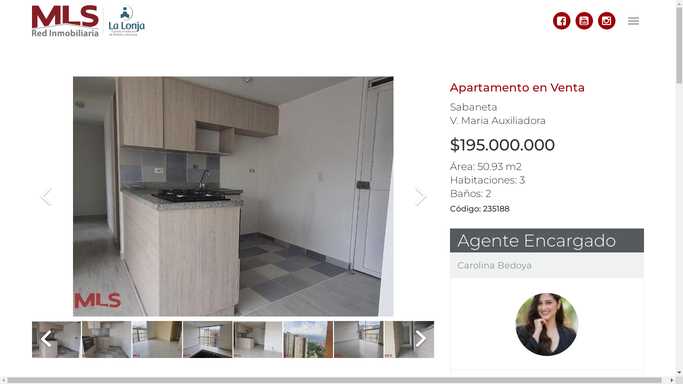 MLS
Red Inmobiliaria
La Lonja
Apartamento en Venta
Sabaneta
V. Maria Auxiliadora
$195.000.000
Área: 50.93 m2
Habitaciones: 3
Baños: 2
Código: 235188
Agente Encargado
Carolina Bedoya
MLS